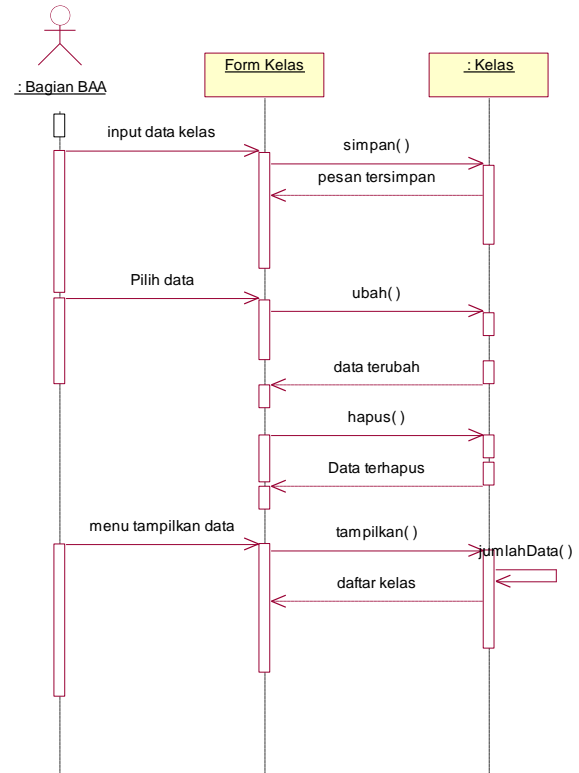 : Bagian BAA
Form Kelas
: Kelas
input data kelas
simpan( )
pesan tersimpan
Pilih data
ubah( )
data terubah
hapus( )
Data terhapus
menu tampilkan data
tampilkan( )
jumlahData( )
daftar kelas